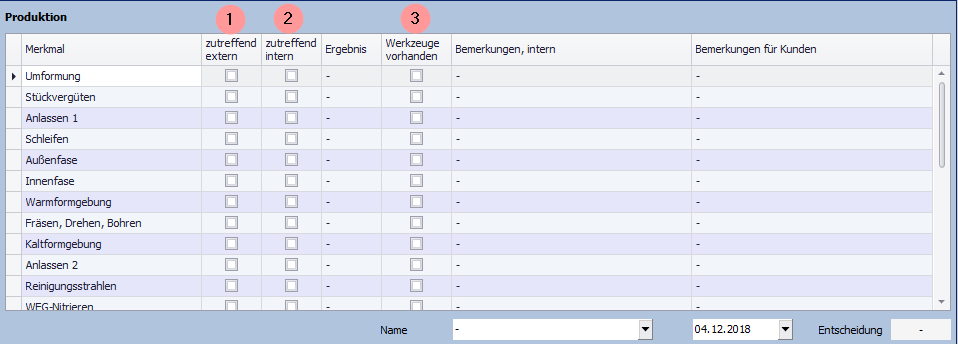 Produktion
1 2 3
Merkmal zutreffend extern zutreffend intern Ergebnis Werkzeuge vorhanden Bemerkungen, intern Bemerkungen für Kunden
Umformung - - -
Stückvergüten - - -
Anlassen 1 - - -
Schleifen - - -
Außenfase - - -
Innenfase - - -
Warmformgebung - - -
Fräsen, Drehen, Bohren - - -
Kaltformgebung - - -
Anlassen 2 - - -
Reinigungsstrahlen - - -
WEG-Nitrieren - - -
Name - 04.12.2018 Entscheidung -